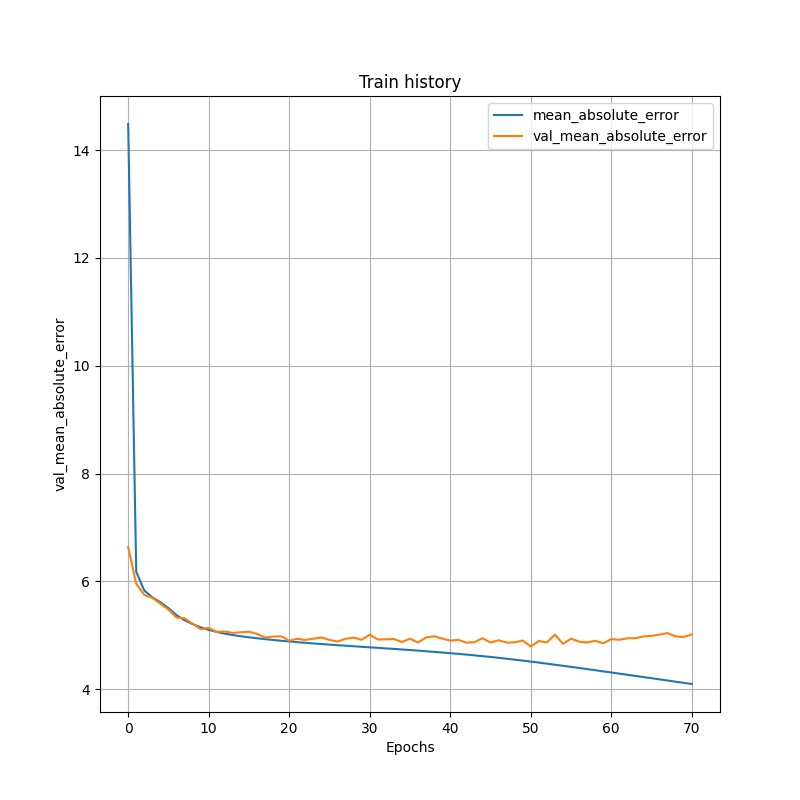 Train history
mean_absolute_error
val_mean_absolute_error
val_mean_absolute_error
14
12
10
8
6
4
0 10 20 30 40 50 60 70
Epochs